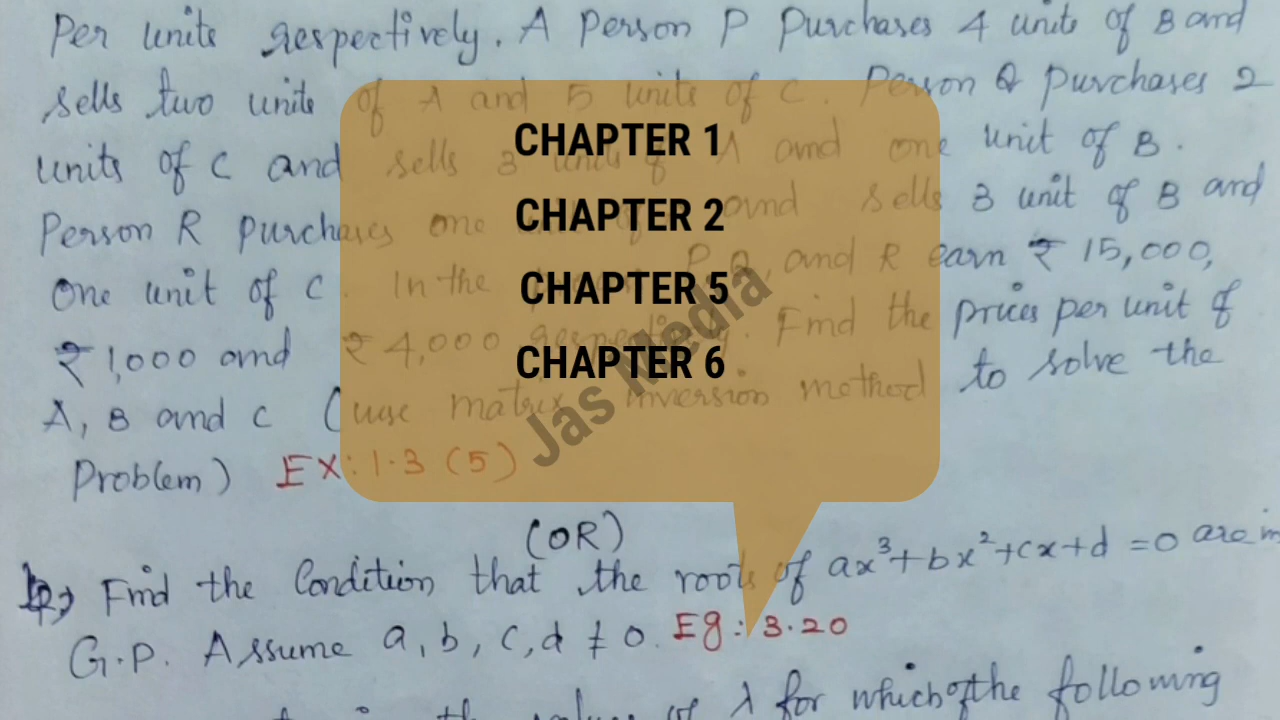 Per units respectively. A Person P Purchases 4 units of B and
sells two units of A and 5 units of C. Person Q Purchases 2
units of C and sells 3 units of A and one unit of B.
Person R Purchases one and sells 3 unit of B and
One unit of C. In the P, Q, and R earn ₹ 15,000,
₹ 1,000 and ₹ 4,000 respectively. Find the prices per unit of
A, B and C (use matrix inversion method to solve the
Problem) EX: 1.3 (5)
CHAPTER 1
CHAPTER 2
CHAPTER 5
CHAPTER 6
Jas Media
(OR)
b) Find the Condition that the roots of ax³+bx²+cx+d =0 are in
G.P. Assume a, b, c, d ≠ 0. Eg: 3.20
of λ for which the following